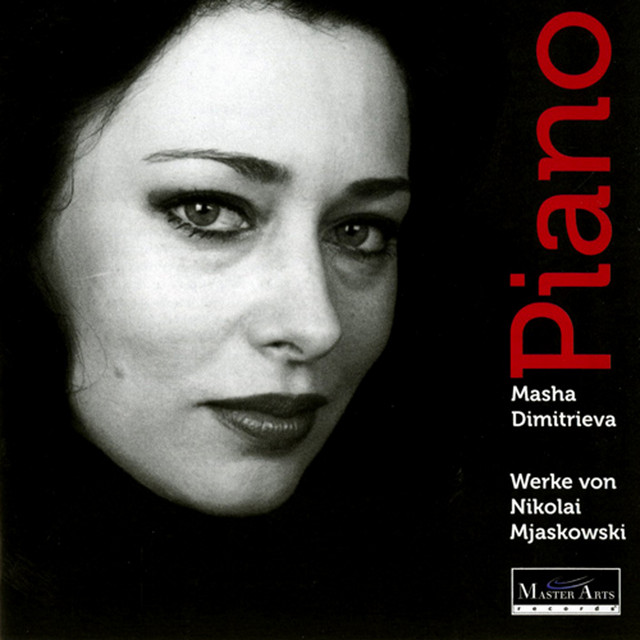 Piano
Masha
Dimitrieva
Werke von
Nikolai
Mjaskowski
MASTER ARTS
records